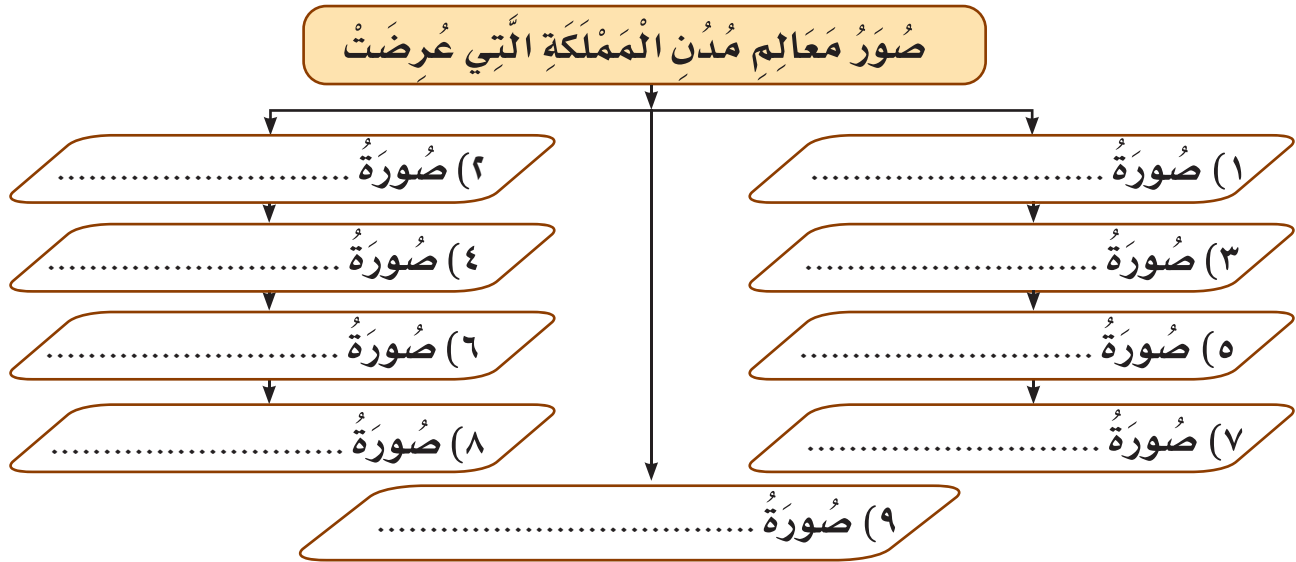 صُوَرُ مَعَالِمِ مُدُنِ الْمَمْلَكَةِ الَّتِي عُرِضَتْ
١) صُورَةُ ............................
٢) صُورَةُ ............................
٣) صُورَةُ ............................
٤) صُورَةُ ............................
٥) صُورَةُ ............................
٦) صُورَةُ ............................
٧) صُورَةُ ............................
٨) صُورَةُ ............................
٩) صُورَةُ ....................................